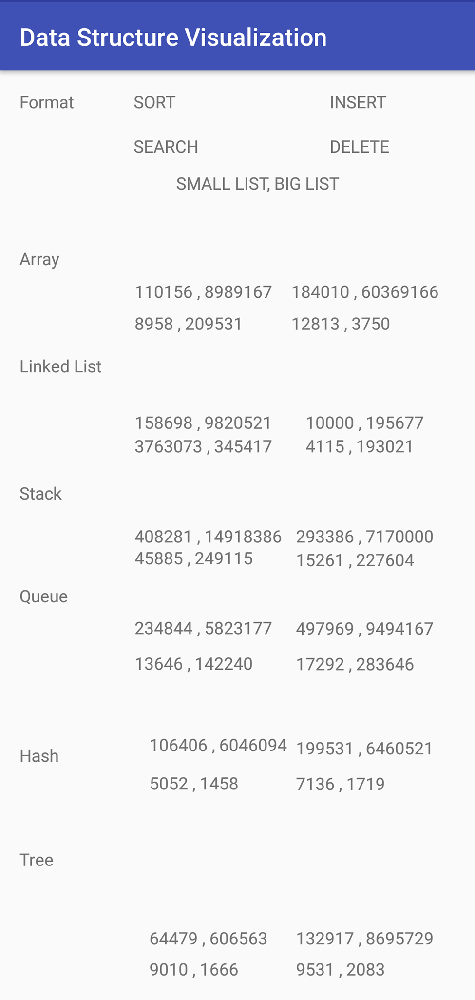 Data Structure Visualization
Format SORT INSERT
SEARCH DELETE
SMALL LIST, BIG LIST
Array
110156 , 8989167 184010 , 60369166
8958 , 209531 12813 , 3750
Linked List
158698 , 9820521 10000 , 195677
3763073 , 345417 4115 , 193021
Stack
408281 , 14918386 293386 , 7170000
45885 , 249115 15261 , 227604
Queue
234844 , 5823177 497969 , 9494167
13646 , 142240 17292 , 283646
106406 , 6046094 199531 , 6460521
Hash
5052 , 1458 7136 , 1719
Tree
64479 , 606563 132917 , 8695729
9010 , 1666 9531 , 2083